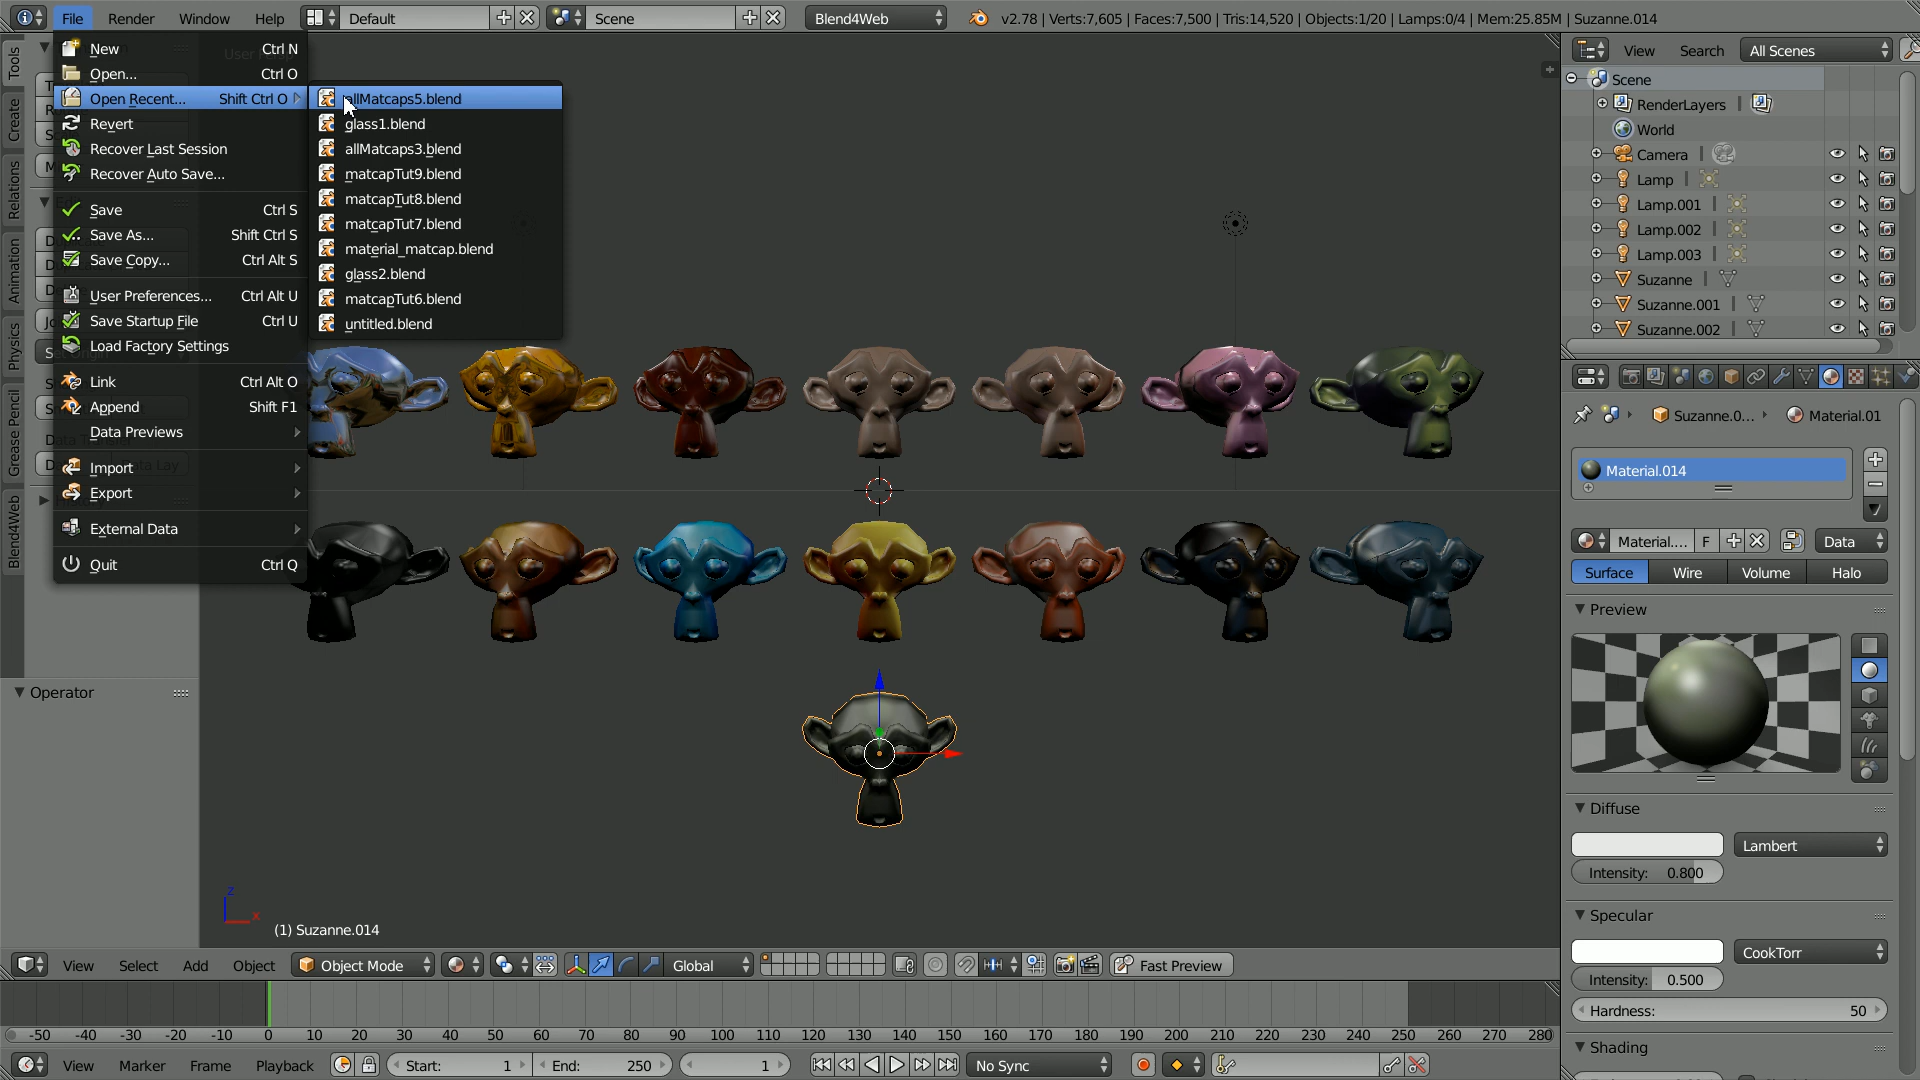 File Render Window Help Default Scene Blend4Web v2.78 | Verts:7,605 | Faces:7,500 | Tris:14,520 | Objects:1/20 | Lamps:0/4 | Mem:25.85M | Suzanne.014
New Ctrl N
Open... Ctrl O
Open Recent... Shift Ctrl O
Revert
Recover Last Session
Recover Auto Save...
Save Ctrl S
Save As... Shift Ctrl S
Save Copy... Ctrl Alt S
User Preferences... Ctrl Alt U
Save Startup File Ctrl U
Load Factory Settings
Link Ctrl Alt O
Append Shift F1
Data Previews
Import
Export
External Data
Quit Ctrl Q
allMatcaps5.blend
glass1.blend
allMatcaps3.blend
matcapTut9.blend
matcapTut8.blend
matcapTut7.blend
material_matcap.blend
glass2.blend
matcapTut6.blend
untitled.blend
Tools
Create
Relations
Animation
Physics
Grease Pencil
Blend4Web
Operator
z
x
(1) Suzanne.014
View Search All Scenes
Scene
RenderLayers
World
Camera
Lamp
Lamp.001
Lamp.002
Lamp.003
Suzanne
Suzanne.001
Suzanne.002
Suzanne.0... Material.01
Material.014
Material.... F Data
Surface Wire Volume Halo
Preview
Diffuse
Lambert
Intensity: 0.800
Specular
CookTorr
Intensity: 0.500
Hardness: 50
Shading
View Select Add Object Object Mode Global Fast Preview
-50 -40 -30 -20 -10 0 10 20 30 40 50 60 70 80 90 100 110 120 130 140 150 160 170 180 190 200 210 220 230 240 250 260 270 280
View Marker Frame Playback Start: 1 End: 250 1 No Sync